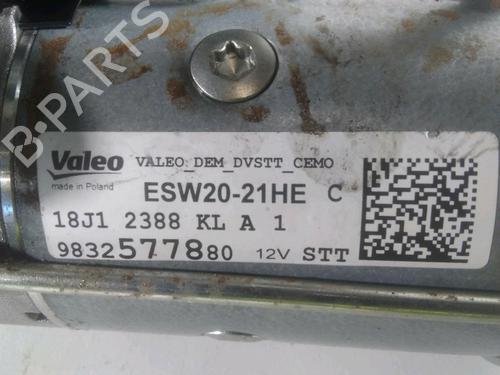 B-PARTS
Valeo VALEO_DEM_DVSTT_CEMO
made in Poland
ESW20-21HE C
18J1 2388 KL A 1
9832577880 12V STT